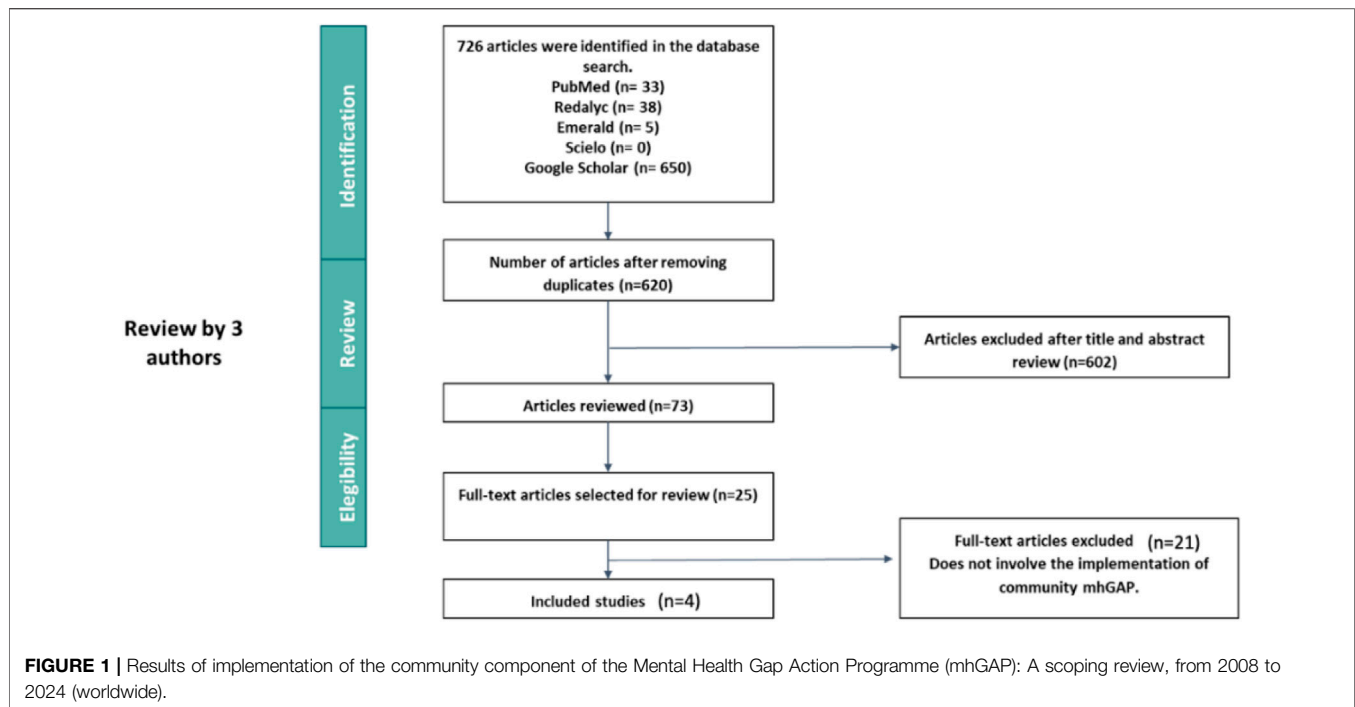 726 articles were identified in the database
search.
PubMed (n= 33)
Redalyc (n= 38)
Emerald (n= 5)
Scielo (n= 0)
Google Scholar (n= 650)
Identification
Number of articles after removing
duplicates (n=620)
Review by 3
authors
Review
Articles excluded after title and abstract
review (n=602)
Articles reviewed (n=73)
Elegibility
Full-text articles selected for review (n=25)
Full-text articles excluded (n=21)
Does not involve the implementation of
community mhGAP.
Included studies (n=4)
FIGURE 1 | Results of implementation of the community component of the Mental Health Gap Action Programme (mhGAP): A scoping review, from 2008 to
2024 (worldwide).